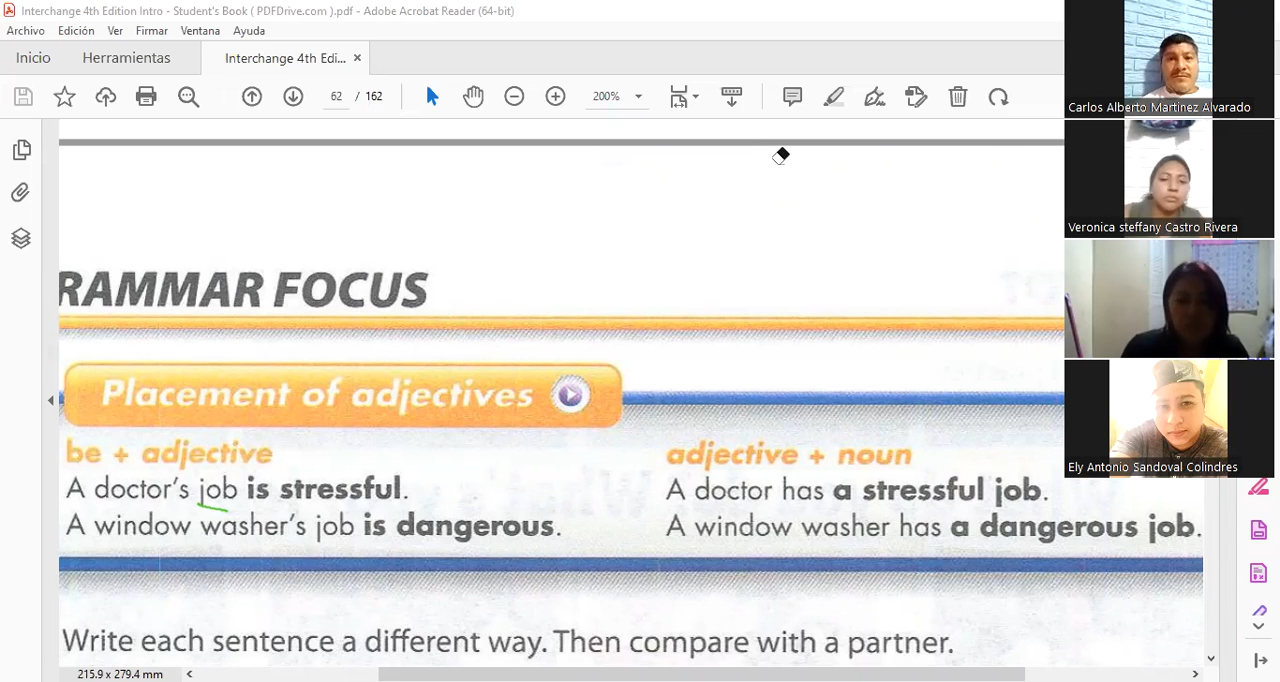 Interchange 4th Edition Intro - Student's Book ( PDFDrive.com ).pdf - Adobe Acrobat Reader (64-bit)
Archivo Edición Ver Firmar Ventana Ayuda
Inicio Herramientas Interchange 4th Edi... ×
62 / 162 200%
Carlos Alberto Martinez Alvarado
Veronica steffany Castro Rivera
Ely Antonio Sandoval Colindres
RAMMAR FOCUS
Placement of adjectives
be + adjective
A doctor's job is stressful.
A window washer's job is dangerous.
adjective + noun
A doctor has a stressful job.
A window washer has a dangerous job.
Write each sentence a different way. Then compare with a partner.
215.9 x 279.4 mm